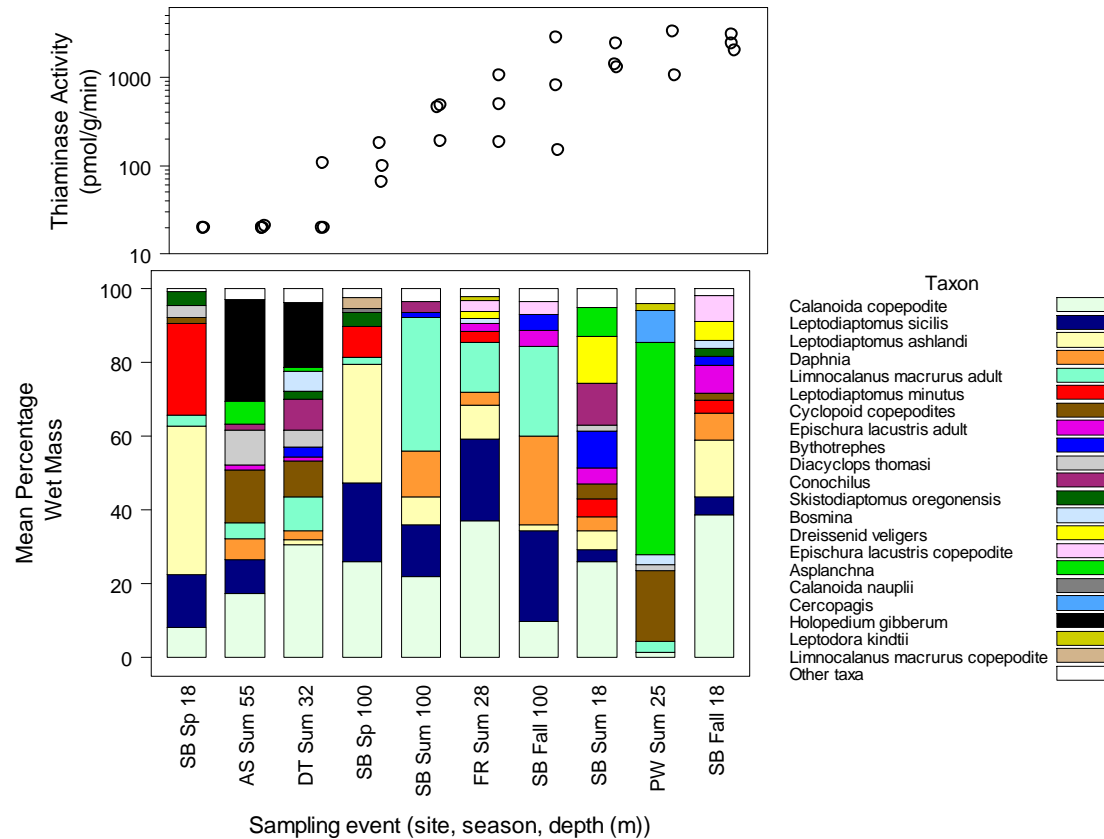 Thiaminase Activity
(pmol/g/min)
1000
100
10
Mean Percentage
Wet Mass
100
80
60
40
20
0
SB Sp 18
AS Sum 55
DT Sum 32
SB Sp 100
SB Sum 100
FR Sum 28
SB Fall 100
SB Sum 18
PW Sum 25
SB Fall 18
Sampling event (site, season, depth (m))
Taxon
Calanoida copepodite
Leptodiaptomus sicilis
Leptodiaptomus ashlandi
Daphnia
Limnocalanus macrurus adult
Leptodiaptomus minutus
Cyclopoid copepodites
Epischura lacustris adult
Bythotrephes
Diacyclops thomasi
Conochilus
Skistodiaptomus oregonensis
Bosmina
Dreissenid veligers
Epischura lacustris copepodite
Asplanchna
Calanoida nauplii
Cercopagis
Holopedium gibberum
Leptodora kindtii
Limnocalanus macrurus copepodite
Other taxa